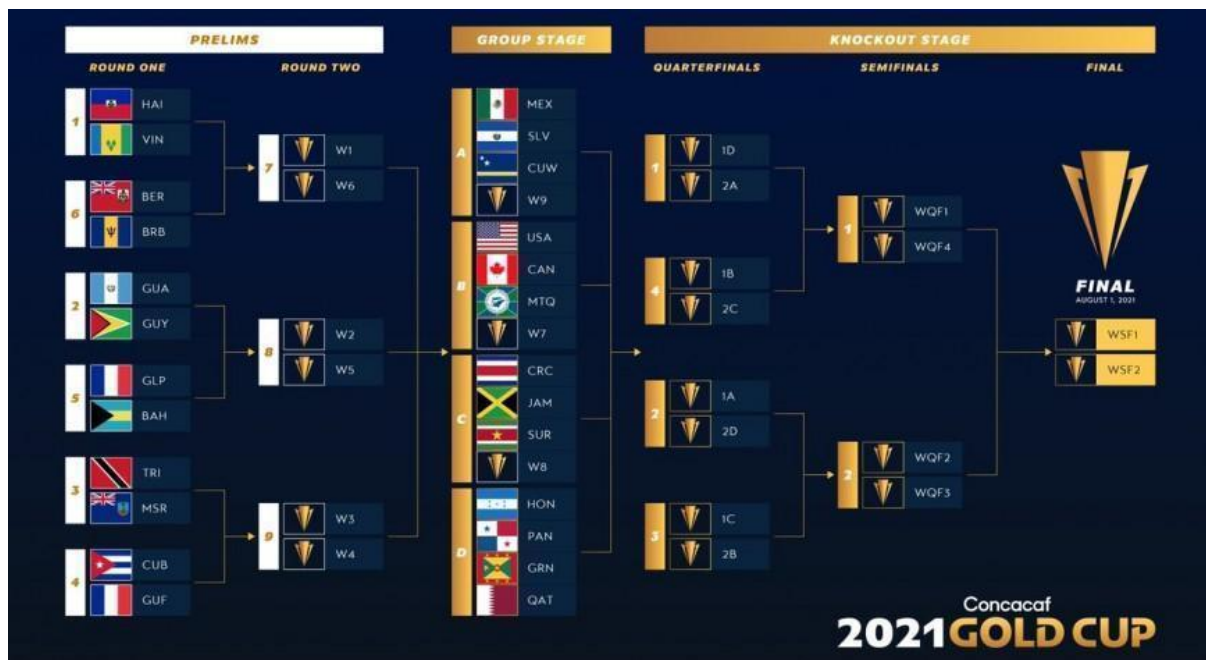 PRELIMS
ROUND ONE
ROUND TWO
1
HAI
VIN
6
BER
BRB
2
GUA
GUY
5
GLP
BAH
3
TRI
MSR
4
CUB
GUF
7
W1
W6
8
W2
W5
9
W3
W4
GROUP STAGE
A
MEX
SLV
CUW
W9
B
USA
CAN
MTQ
W7
C
CRC
JAM
SUR
W8
D
HON
PAN
GRN
QAT
KNOCKOUT STAGE
QUARTERFINALS
SEMIFINALS
FINAL
1
1D
2A
4
1B
2C
2
1A
2D
3
1C
2B
1
WQF1
WQF4
2
WQF2
WQF3
FINAL
AUGUST 1, 2021
WSF1
WSF2
Concacaf
2021 GOLD CUP